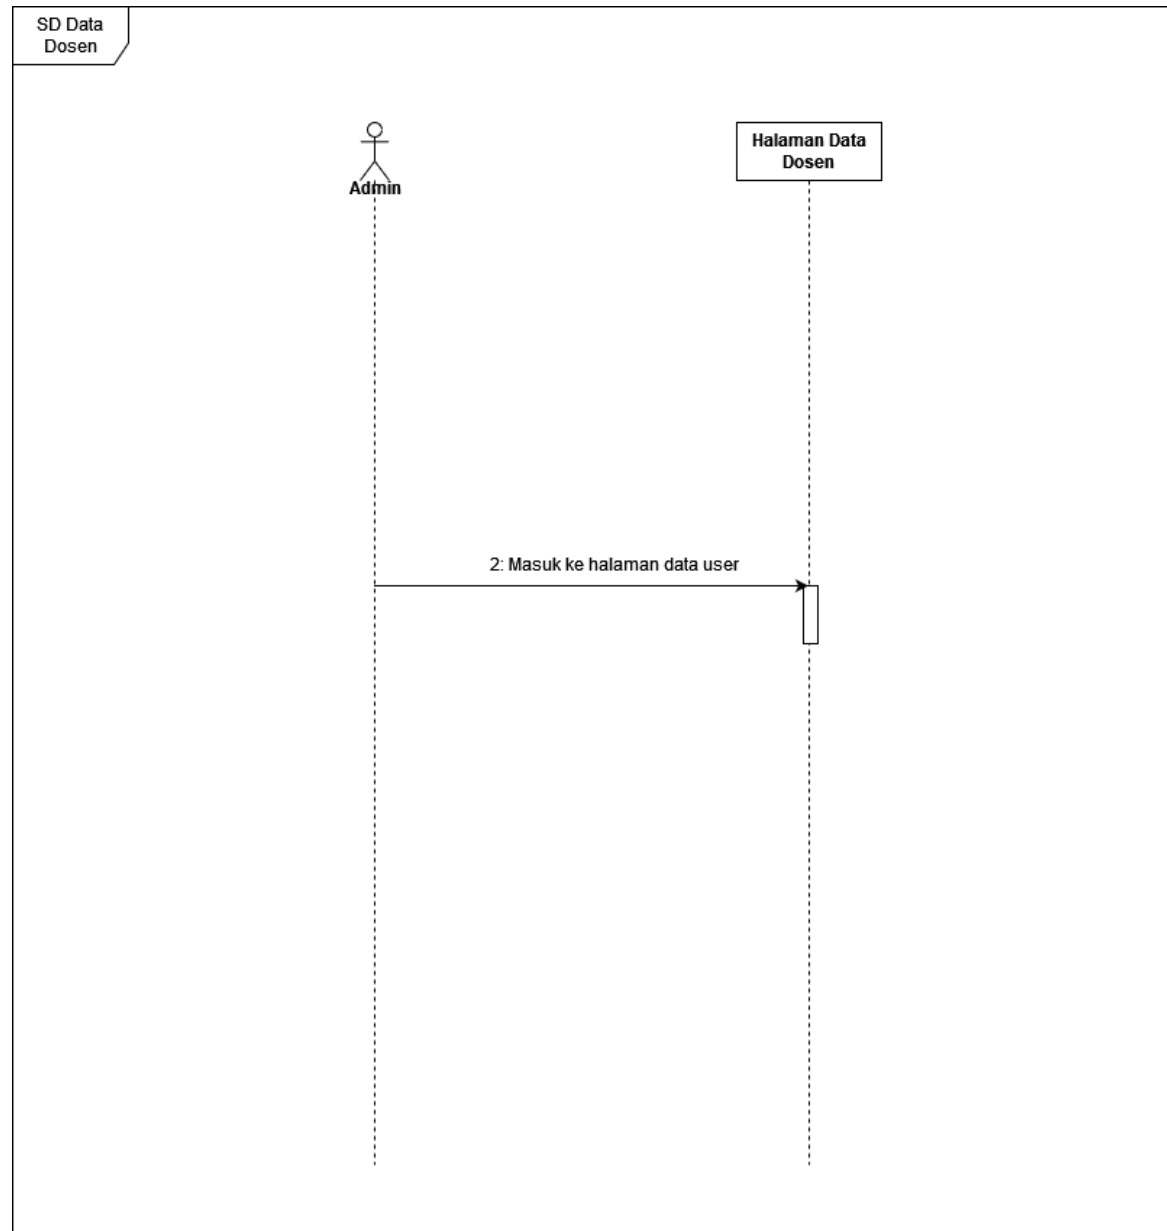 SD Data
Dosen
Admin
Halaman Data
Dosen
2: Masuk ke halaman data user